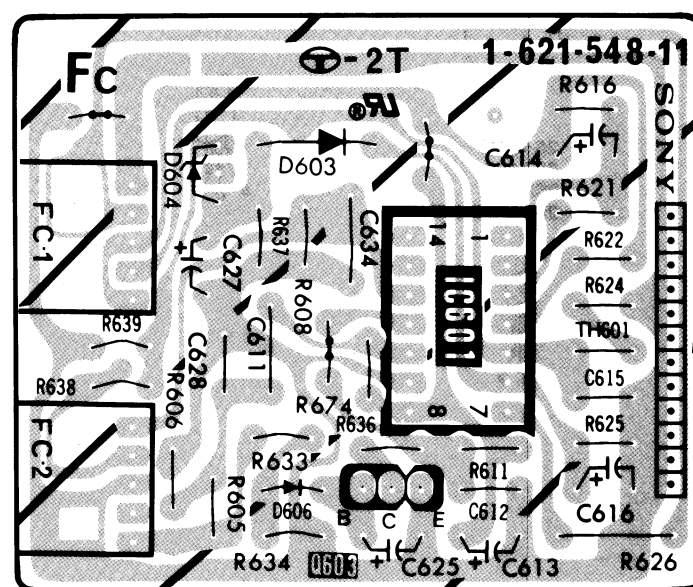 FC
-2T
1-621-548-11
R616
®
SONY
D604
D603
C614
R621
FC-1
C627
R637
C634
14
1
R622
IC601
R608
R624
R639
C628
C611
TH601
R638
R606
R674
C615
8
7
R636
R625
FC-2
R633
R611
R605
D606
B
C
E
C612
C616
R634
Q603
C625
C613
R626